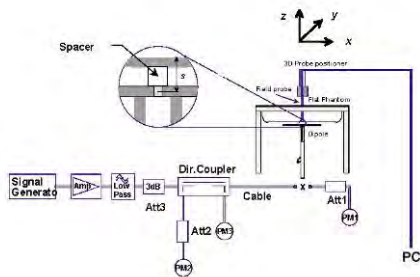 z
y
x
Spacer
s
3D Probe positioner
Field probe
Flat Phantom
Dipole
Signal
Generato
Amp
Low
Pass
3dB
Att3
Dir.Coupler
Cable
x
Att1
PM1
Att2
PM3
PM2
PC